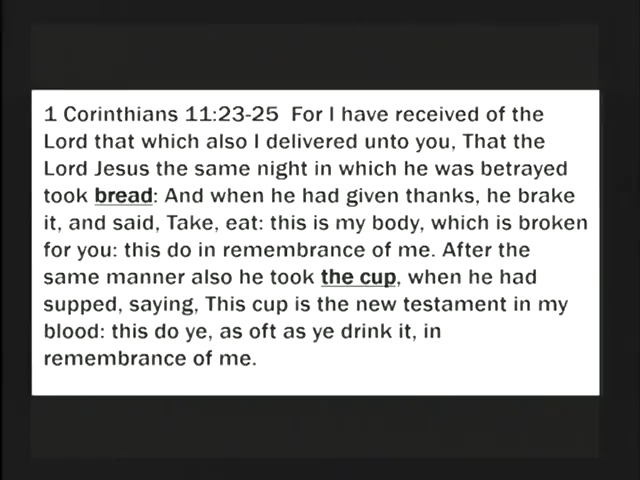 1 Corinthians 11:23-25  For I have received of the
Lord that which also I delivered unto you, That the
Lord Jesus the same night in which he was betrayed
took bread: And when he had given thanks, he brake
it, and said, Take, eat: this is my body, which is broken
for you: this do in remembrance of me. After the
same manner also he took the cup, when he had
supped, saying, This cup is the new testament in my
blood: this do ye, as oft as ye drink it, in
remembrance of me.